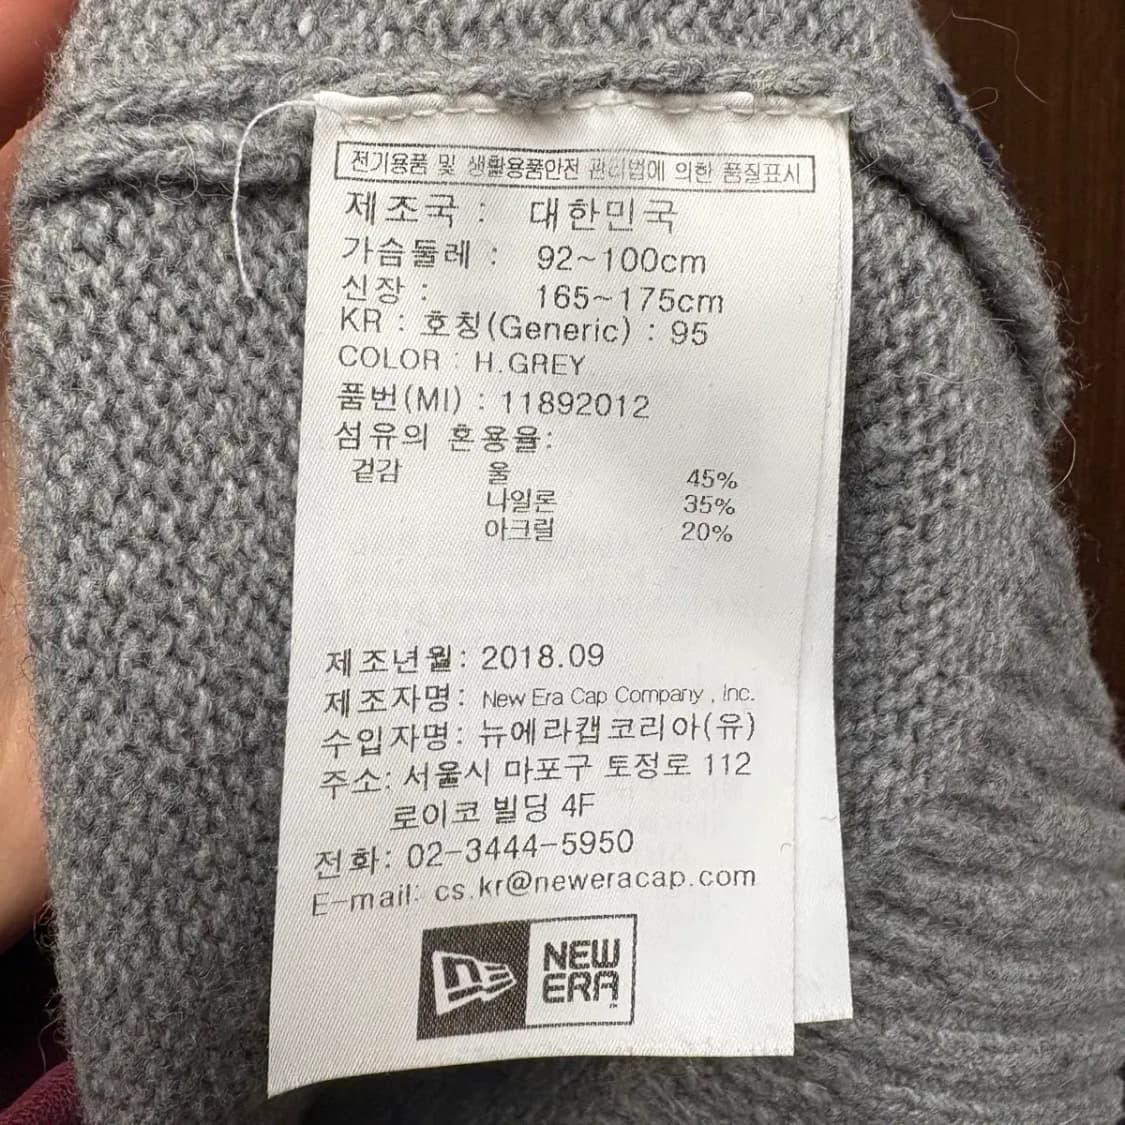 전기용품 및 생활용품안전 관리법에 의한 품질표시
제조국 : 대한민국
가슴둘레 : 92~100cm
신장 : 165~175cm
KR : 호칭(Generic) : 95
COLOR : H.GREY
품번(MI) : 11892012
섬유의 혼용율:
겉감 울 45%
나일론 35%
아크릴 20%
제조년월: 2018.09
제조자명: New Era Cap Company , Inc.
수입자명: 뉴에라캡코리아(유)
주소: 서울시 마포구 토정로 112
로이코 빌딩 4F
전화: 02-3444-5950
E-mail: cs.kr@neweracap.com
NEW
ERA